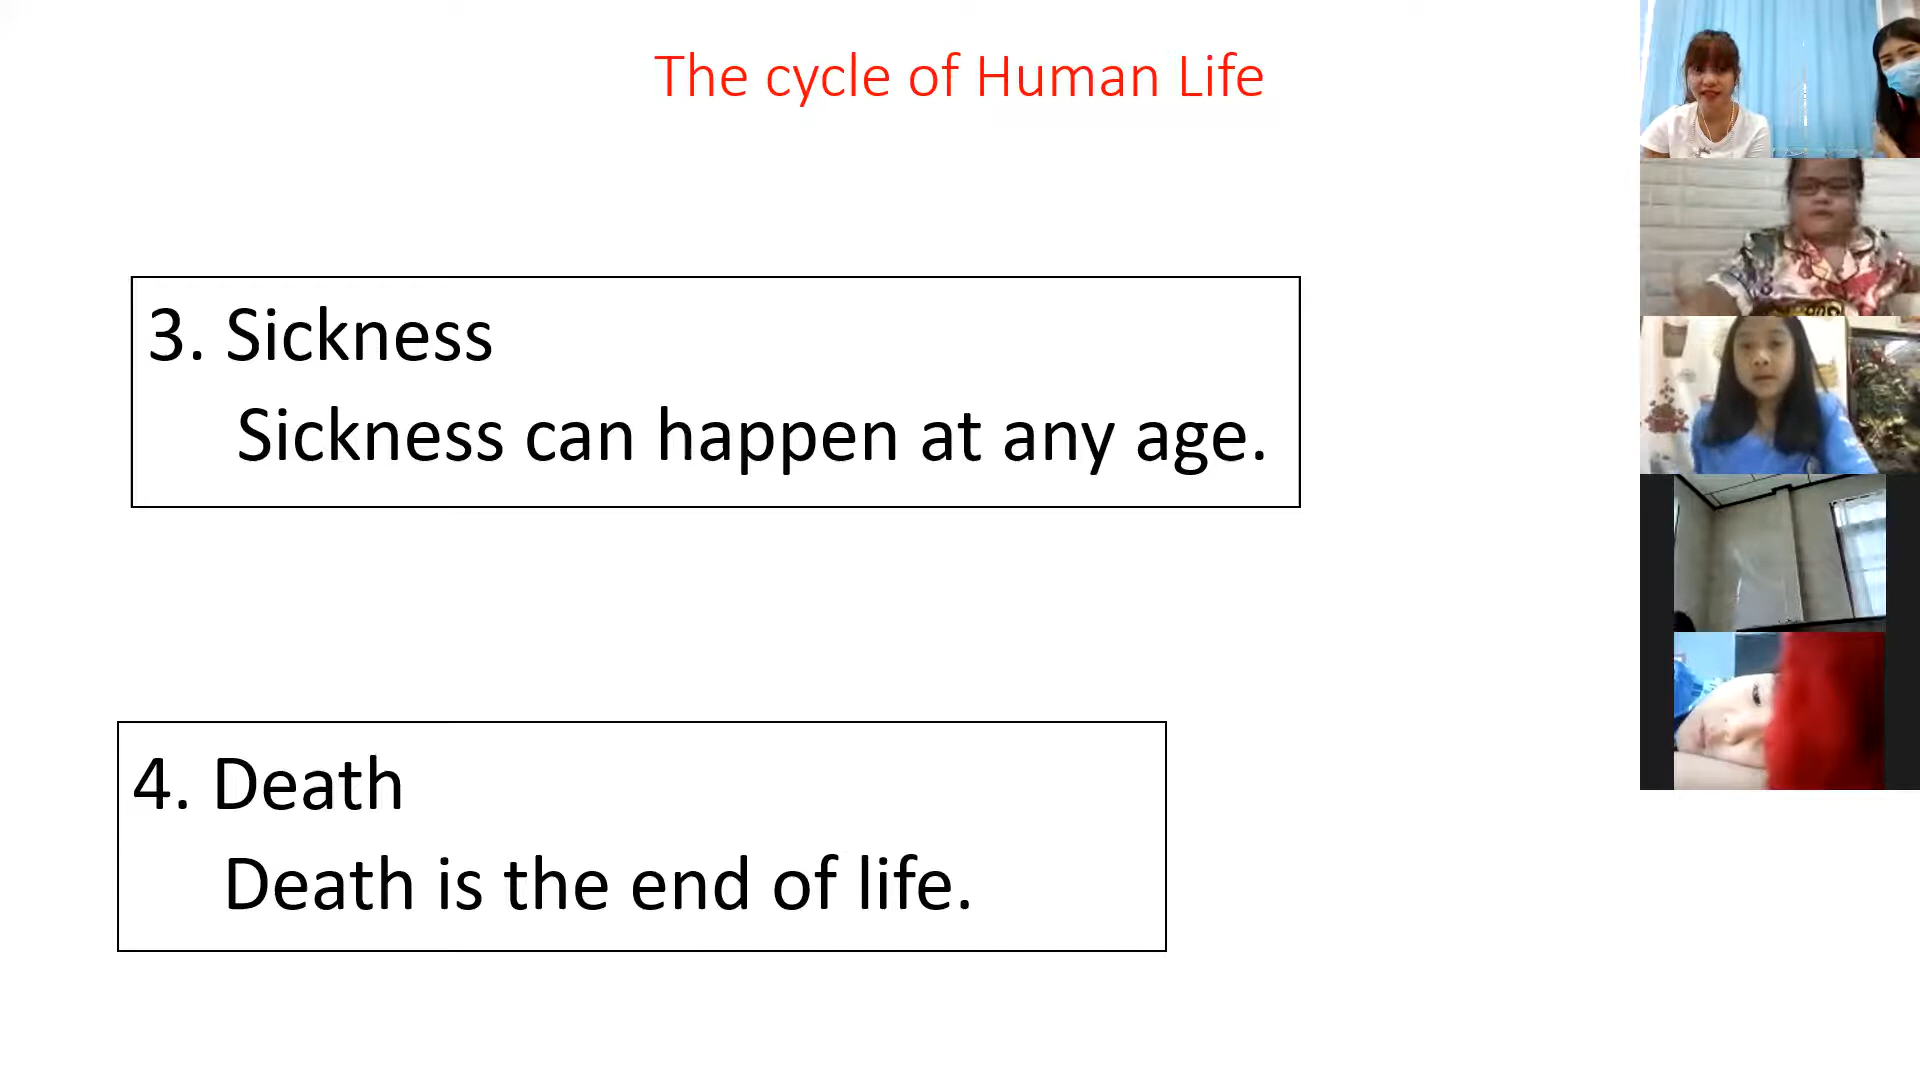 The cycle of Human Life
3. Sickness
Sickness can happen at any age.
4. Death
Death is the end of life.